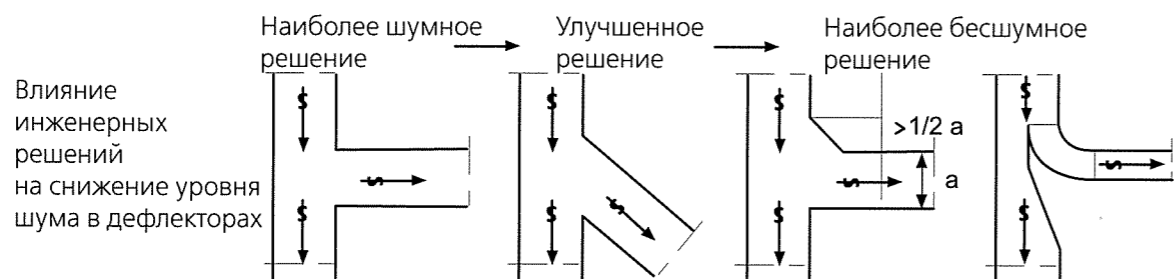 Наиболее шумное
решение
Улучшенное
решение
Наиболее бесшумное
решение
Влияние
инженерных
решений
на снижение уровня
шума в дефлекторах
>1/2 a
a
S
S
S
S
S
S
S
S
S
S
S
S